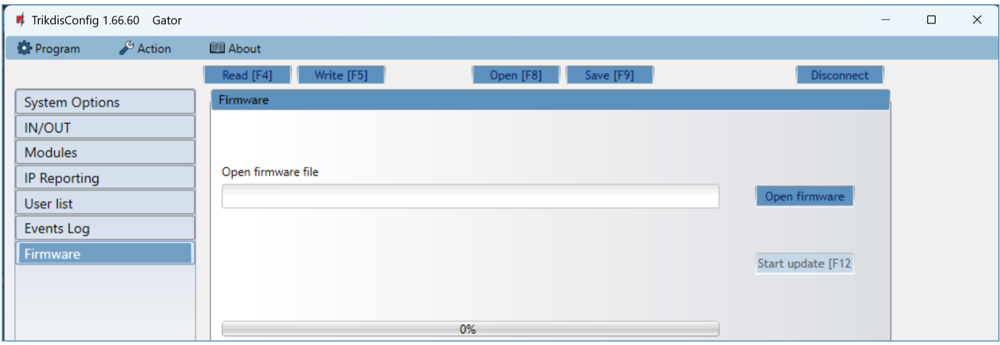 TrikdisConfig 1.66.60 Gator
Program Action About
Read [F4] Write [F5] Open [F8] Save [F9] Disconnect
System Options
IN/OUT
Modules
IP Reporting
User list
Events Log
Firmware
Firmware
Open firmware file
Open firmware
Start update [F12
0%